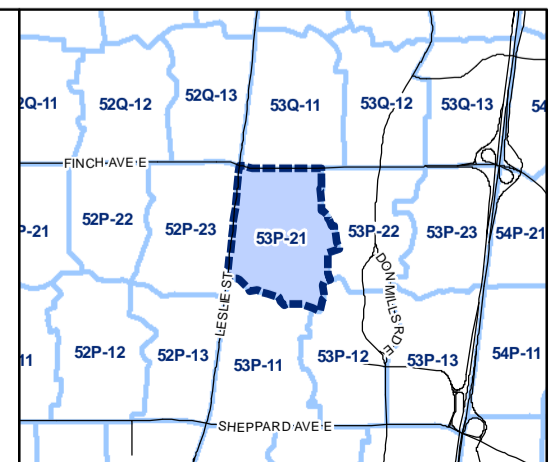 2Q-11
52Q-12
52Q-13
53Q-11
53Q-12
53Q-13
54
FINCH AVE E
P-21
52P-22
52P-23
53P-21
53P-22
53P-23
54P-21
LESLIE ST
DON MILLS RD E
11
52P-12
52P-13
53P-11
53P-12
53P-13
54P-11
SHEPPARD AVE E